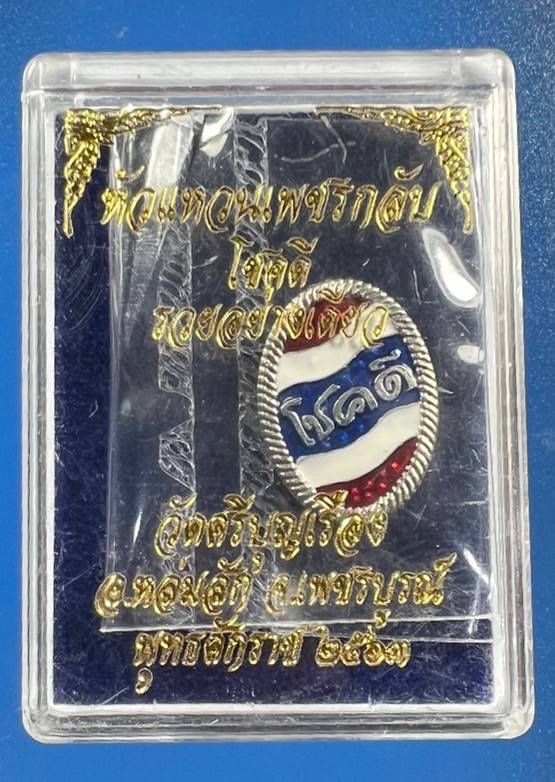 หัวแหวนเพชรกลับ
โชคดี
รวยอย่างเดียว
โชคดี
วัดศรีบุญเรือง
อ.หล่มสัก จ.เพชรบูรณ์
พุทธศักราช ๒๕๖๓